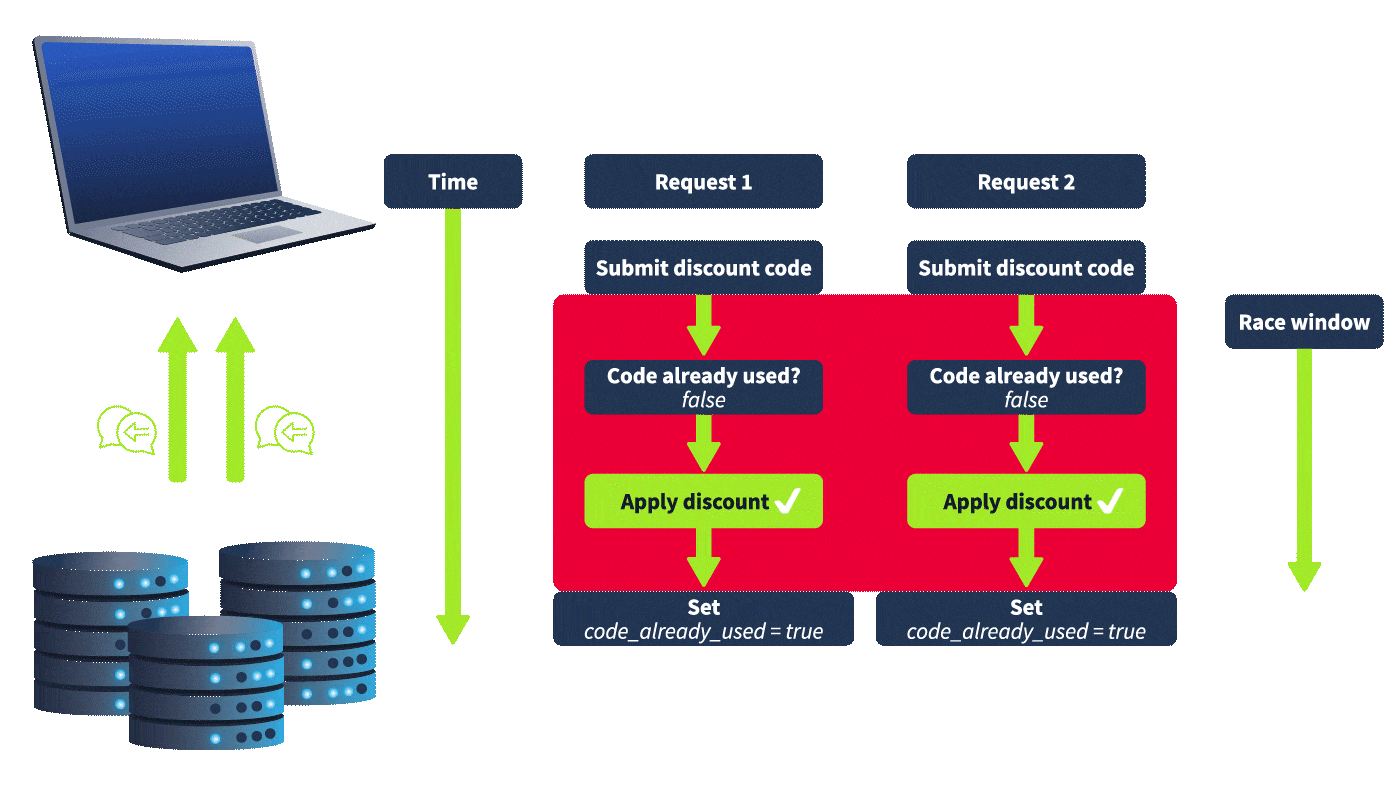 Time
Request 1
Request 2
Submit discount code
Submit discount code
Race window
Code already used?
false
Code already used?
false
Apply discount
Apply discount
Set
code_already_used = true
Set
code_already_used = true